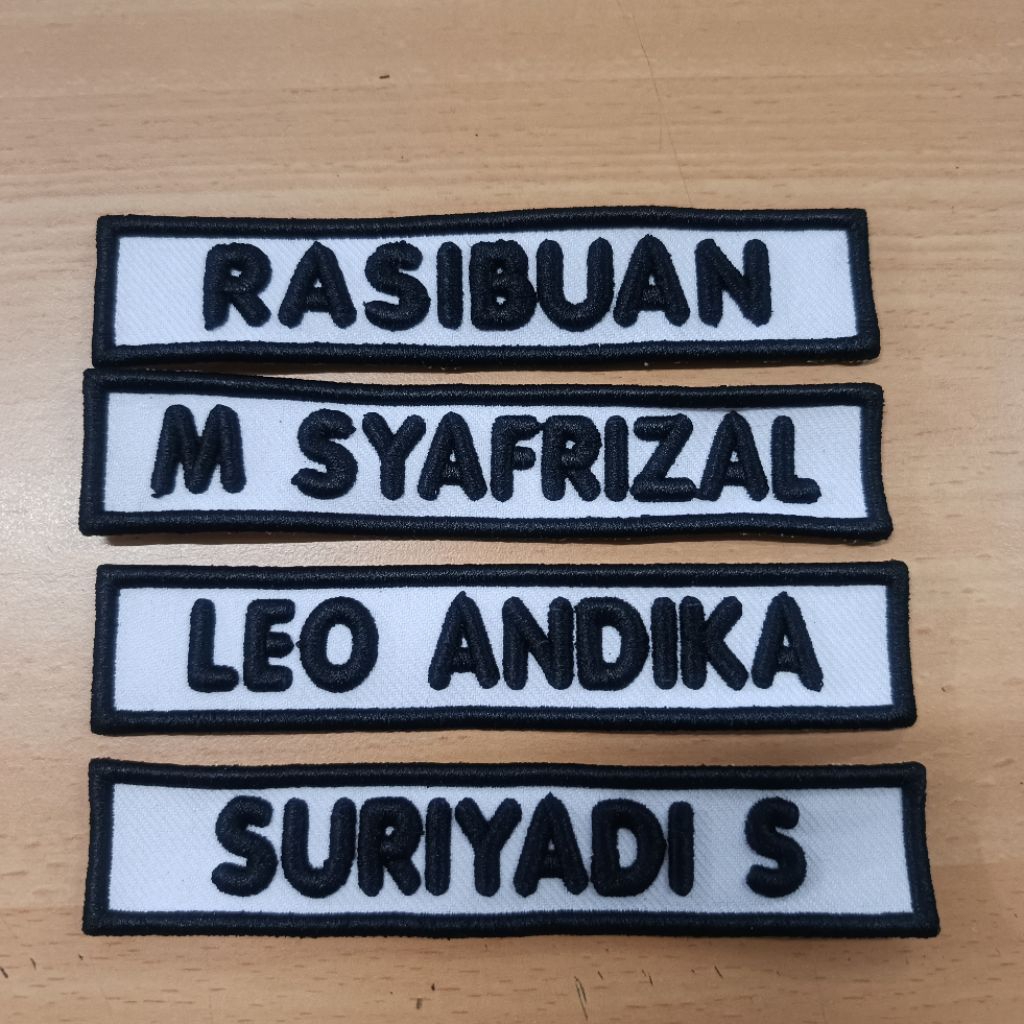 RASIBUAN
M SYAFRIZAL
LEO ANDIKA
SURIYADI S